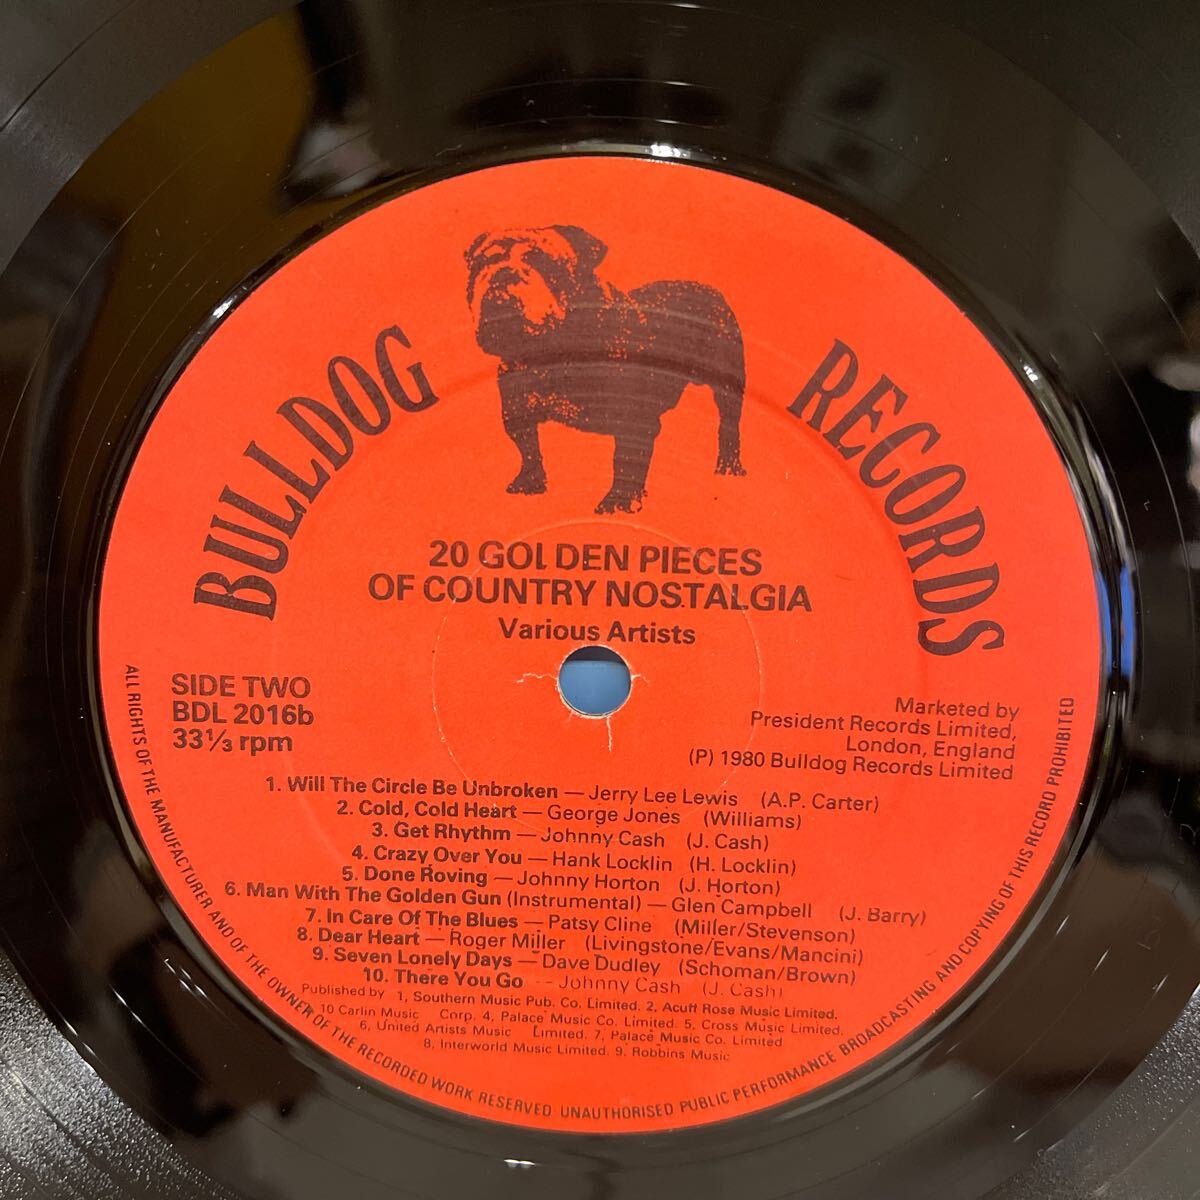 BULLDOG RECORDS
20 GOLDEN PIECES
OF COUNTRY NOSTALGIA
Various Artists
SIDE TWO
BDL 2016b
33⅓ rpm
Marketed by
President Records Limited,
London, England
(P) 1980 Bulldog Records Limited
1. Will The Circle Be Unbroken — Jerry Lee Lewis (A.P. Carter)
2. Cold, Cold Heart — George Jones (Williams)
3. Get Rhythm — Johnny Cash (J. Cash)
4. Crazy Over You — Hank Locklin (H. Locklin)
5. Done Roving — Johnny Horton (J. Horton)
6. Man With The Golden Gun (Instrumental) — Glen Campbell (J. Barry)
7. In Care Of The Blues — Patsy Cline (Miller/Stevenson)
8. Dear Heart — Roger Miller (Livingstone/Evans/Mancini)
9. Seven Lonely Days — Dave Dudley (Schoman/Brown)
10. There You Go -- Johnny Cash (J. Cash)
Published by 1, Southern Music Pub. Co. Limited. 2, Acuff Rose Music Limited.
10 Carlin Music Corp. 4, Palace Music Co. Limited. 5, Cross Music Limited.
6, United Artists Music Limited. 7, Palace Music Co. Limited
8, Interworld Music Limited. 9. Robbins Music
ALL RIGHTS OF THE MANUFACTURER AND OF THE OWNER OF THE RECORDED WORK RESERVED UNAUTHORISED PUBLIC PERFORMANCE BROADCASTING AND COPYING OF THIS RECORD PROHIBITED